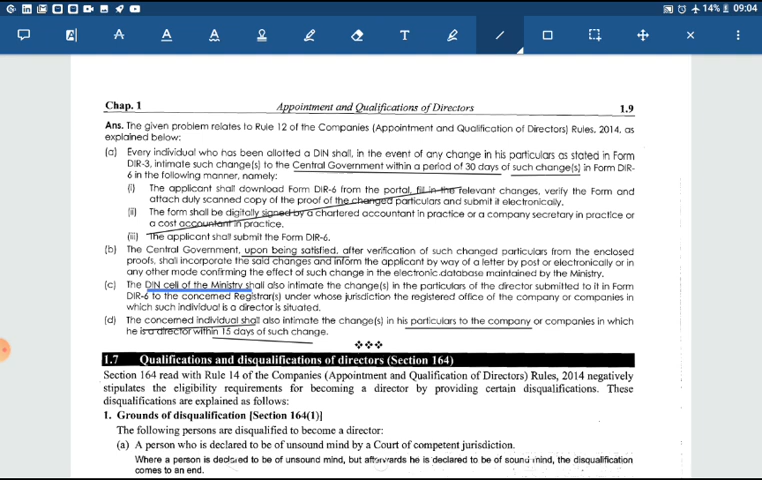 14% 09:04
T
Chap. 1 Appointment and Qualifications of Directors 1.9
Ans. The given problem relates to Rule 12 of the Companies (Appointment and Qualification of Directors) Rules, 2014, as
explained below:
(a) Every individual who has been allotted a DIN shall, in the event of any change in his particulars as stated in Form
DIR-3, intimate such change(s) to the Central Government within a period of 30 days of such change(s) in Form DIR-
6 in the following manner, namely:
(i) The applicant shall download Form DIR-6 from the portal, fill in the relevant changes, verify the Form and
attach duly scanned copy of the proof of the changed particulars and submit it electronically.
(ii) The form shall be digitally signed by a chartered accountant in practice or a company secretary in practice or
a cost accountant in practice.
(iii) The applicant shall submit the Form DIR-6.
(b) The Central Government, upon being satisfied, after verification of such changed particulars from the enclosed
proofs, shall incorporate the said changes and inform the applicant by way of a letter by post or electronically or in
any other mode confirming the effect of such change in the electronic database maintained by the Ministry.
(c) The DIN cell of the Ministry shall also intimate the change(s) in the particulars of the director submitted to it in Form
DIR-6 to the concerned Registrar(s) under whose jurisdiction the registered office of the company or companies in
which such individual is a director is situated.
(d) The concerned individual shall also intimate the change(s) in his particulars to the company or companies in which
he is a director within 15 days of such change.
1.7 Qualifications and disqualifications of directors (Section 164)
Section 164 read with Rule 14 of the Companies (Appointment and Qualification of Directors) Rules, 2014 negatively
stipulates the eligibility requirements for becoming a director by providing certain disqualifications. These
disqualifications are explained as follows:
1. Grounds of disqualification [Section 164(1)]
The following persons are disqualified to become a director:
(a) A person who is declared to be of unsound mind by a Court of competent jurisdiction.
Where a person is declared to be of unsound mind, but afterwards he is declared to be of sound mind, the disqualification
comes to an end.